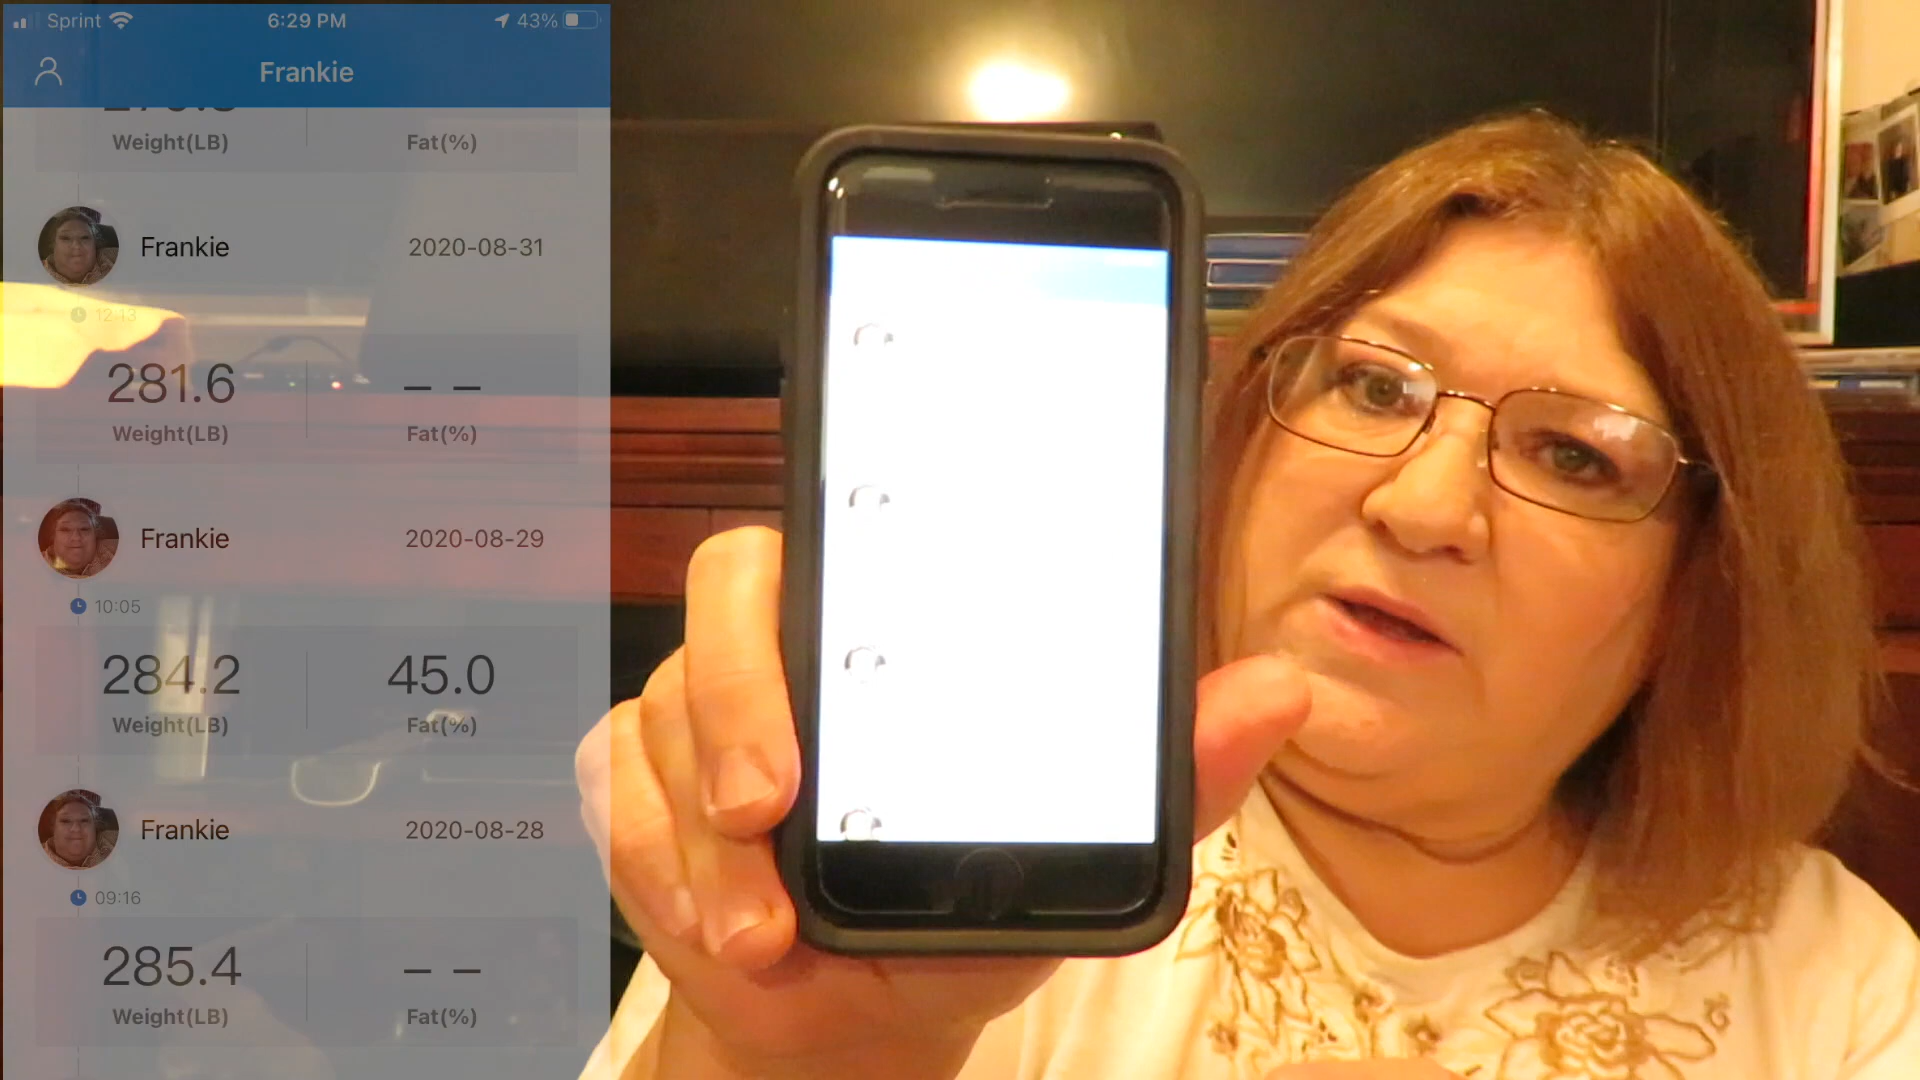 Sprint 6:29 PM 43%
Frankie
Weight(LB) Fat(%)
Frankie 2020-08-31
12:13
281.6 – –
Weight(LB) Fat(%)
Frankie 2020-08-29
10:05
284.2 45.0
Weight(LB) Fat(%)
Frankie 2020-08-28
09:16
285.4 – –
Weight(LB) Fat(%)